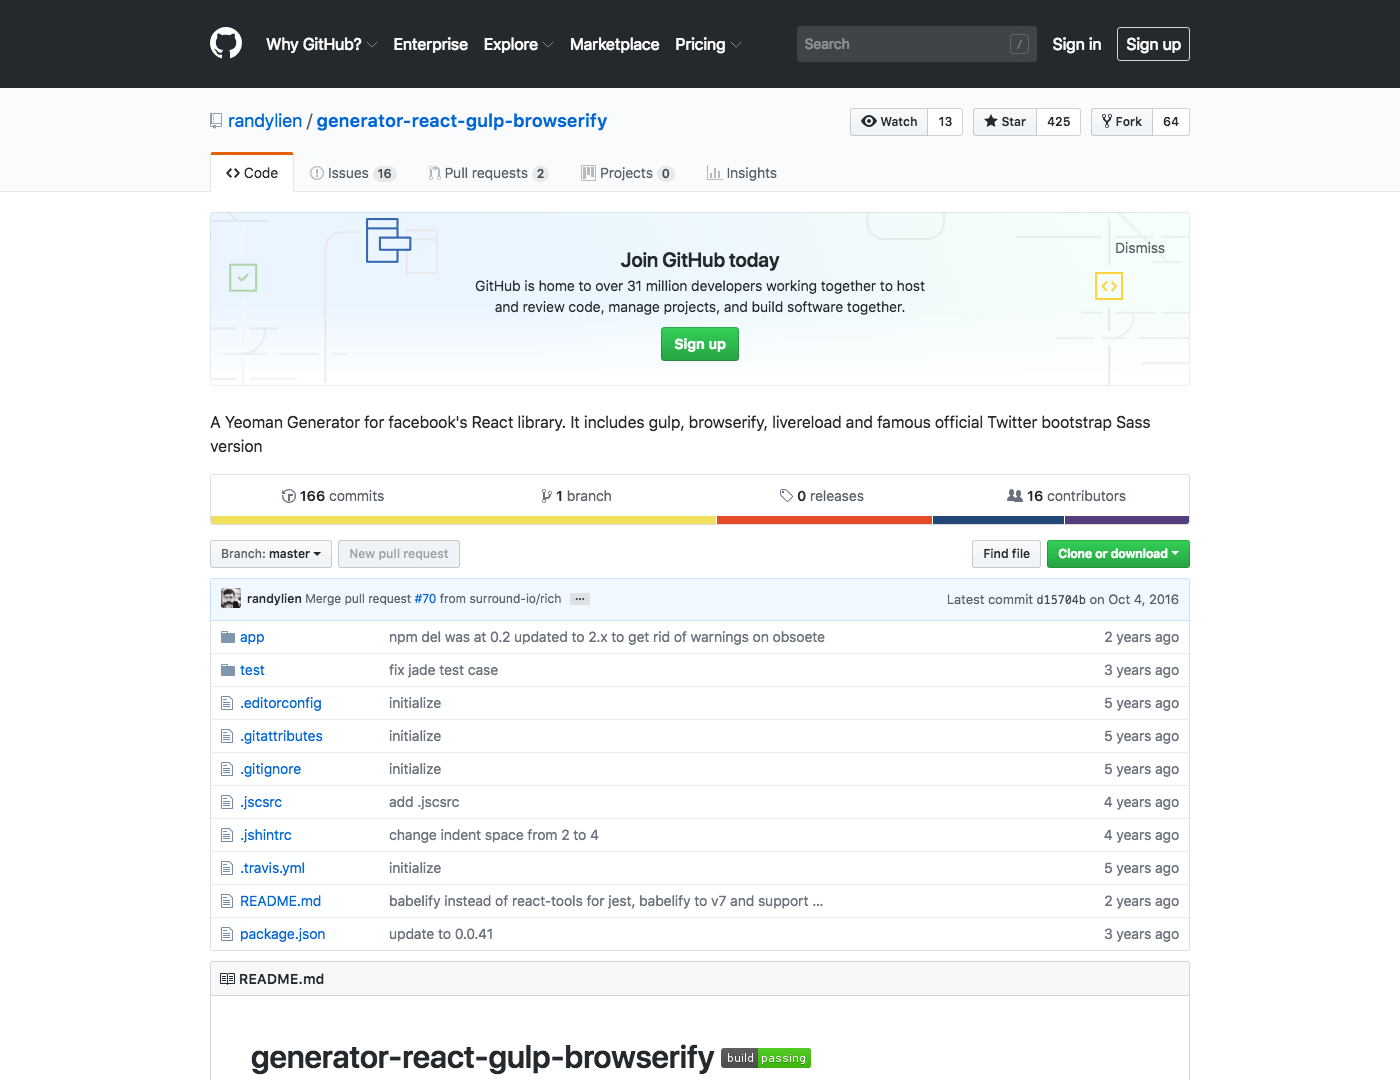 Why GitHub? Enterprise Explore Marketplace Pricing Search / Sign in Sign up
randylien / generator-react-gulp-browserify Watch 13 Star 425 Fork 64
Code Issues 16 Pull requests 2 Projects 0 Insights
Dismiss
Join GitHub today
GitHub is home to over 31 million developers working together to host
and review code, manage projects, and build software together.
Sign up
A Yeoman Generator for facebook's React library. It includes gulp, browserify, livereload and famous official Twitter bootstrap Sass
version
166 commits 1 branch 0 releases 16 contributors
Branch: master New pull request Find file Clone or download
randylien Merge pull request #70 from surround-io/rich … Latest commit d15704b on Oct 4, 2016
app npm del was at 0.2 updated to 2.x to get rid of warnings on obsoete 2 years ago
test fix jade test case 3 years ago
.editorconfig initialize 5 years ago
.gitattributes initialize 5 years ago
.gitignore initialize 5 years ago
.jscsrc add .jscsrc 4 years ago
.jshintrc change indent space from 2 to 4 4 years ago
.travis.yml initialize 5 years ago
README.md babelify instead of react-tools for jest, babelify to v7 and support … 2 years ago
package.json update to 0.0.41 3 years ago
README.md
generator-react-gulp-browserify build passing